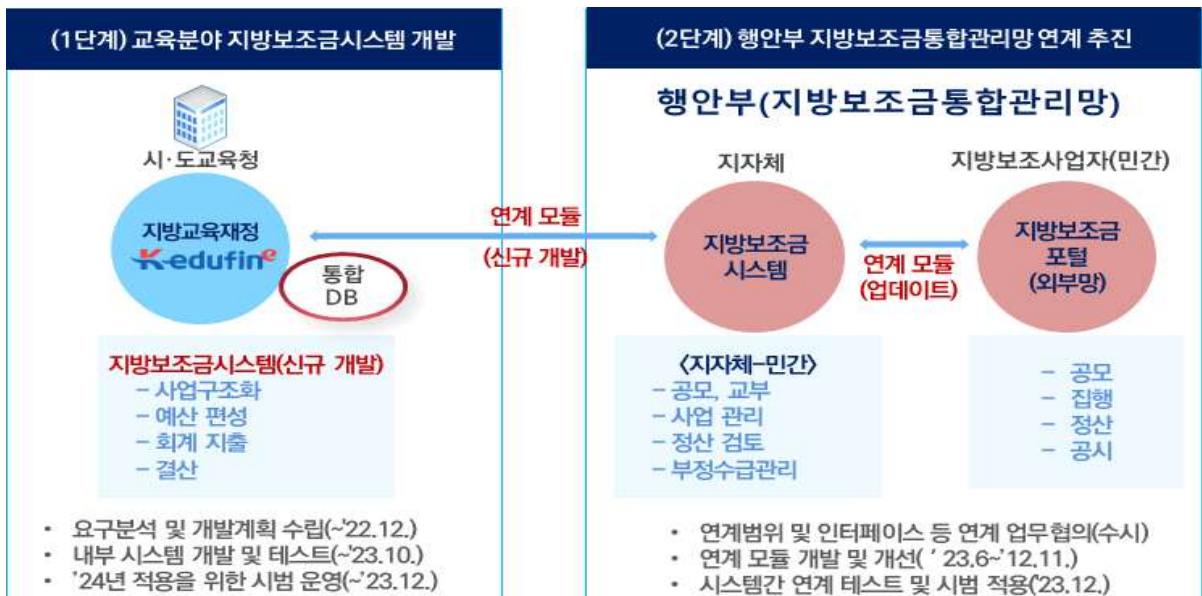 (1단계) 교육분야 지방보조금시스템 개발
시·도교육청
지방교육재정
K-edufine
통합
DB
지방보조금시스템(신규 개발)
- 사업구조화
- 예산 편성
- 회계 지출
- 결산
• 요구분석 및 개발계획 수립(~'22.12.)
• 내부 시스템 개발 및 테스트(~'23.10.)
• '24년 적용을 위한 시범 운영(~'23.12.)
연계 모듈
(신규 개발)
(2단계) 행안부 지방보조금통합관리망 연계 추진
행안부(지방보조금통합관리망)
지자체
지방보조사업자(민간)
지방보조금
시스템
연계 모듈
(업데이트)
지방보조금
포털
(외부망)
〈지자체-민간〉
- 공모, 교부
- 사업 관리
- 정산 검토
- 부정수급관리
- 공모
- 집행
- 정산
- 공시
• 연계범위 및 인터페이스 등 연계 업무협의(수시)
• 연계 모듈 개발 및 개선( ' 23.6~'12.11.)
• 시스템간 연계 테스트 및 시범 적용('23.12.)